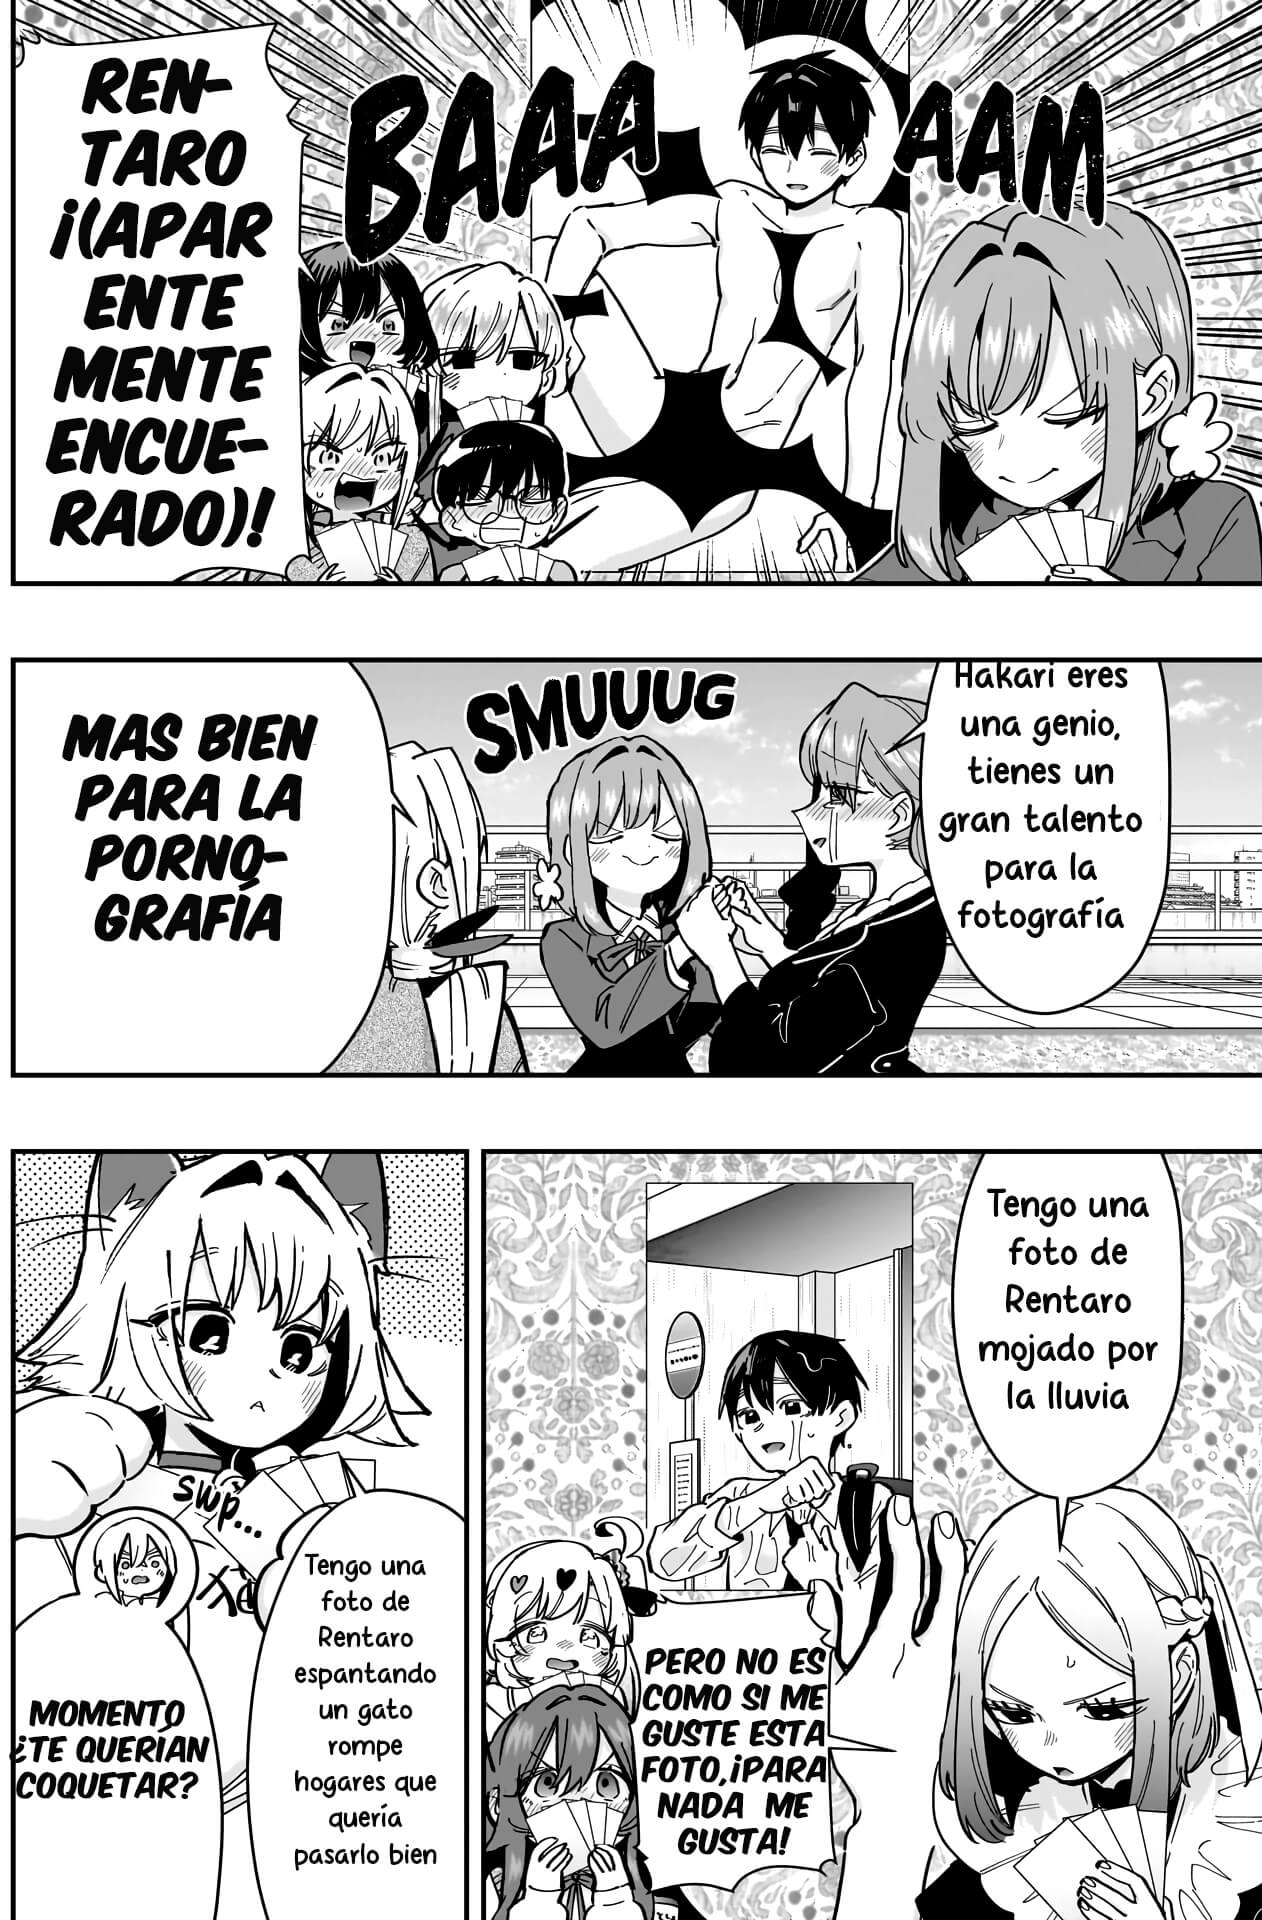 REN-
TARO
¡(APAR
ENTE
MENTE
ENCUE-
RADO)!
BAAA
AAM
MAS BIEN
PARA LA
PORNO-
GRAFÍA
SMUUUG
Hakari eres
una genio,
tienes un
gran talento
para la
fotografía
Tengo una
foto de
Rentaro
mojado por
la lluvia
PERO NO ES
COMO SI ME
GUSTE ESTA
FOTO,¡PARA
NADA ME
GUSTA!
swp...
Tengo una
foto de
Rentaro
espantando
un gato
rompe
hogares que
quería
pasarlo bien
MOMENTO
¿TE QUERÍAN
COQUETAR?